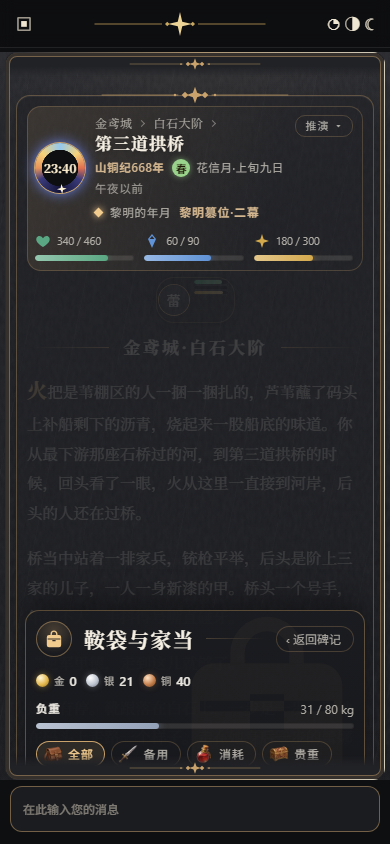 金鸢城 › 白石大阶 ›
推演
第三道拱桥
23:40
山铜纪668年 春 花信月·上旬九日
午夜以前
黎明的年月 黎明篡位·二幕
340 / 460
60 / 90
180 / 300
蕾
金鸢城·白石大阶
火把是苇棚区的人一捆一捆扎的，芦苇蘸了码头
上补船剩下的沥青，烧起来一股船底的味道。你
从最下游那座石桥过的河，到第三道拱桥的时
候，回头看了一眼，火从这里一直接到河岸，后
头的人还在过桥。
桥当中站着一排家兵，铳枪平举，后头是阶上三
家的儿子，一人一身新漆的甲。桥头一个号手，
鞍袋与家当
‹ 返回碑记
金 0 银 21 铜 40
负重
31 / 80 kg
全部
备用
消耗
贵重
在此输入您的消息